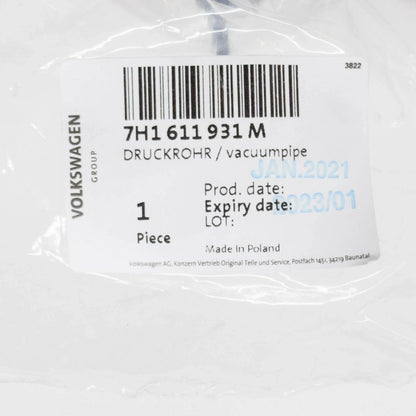 3822
7H1 611 931 M
DRUCKROHR / vacuumpipe
JAN.2021
Prod. date:
Expiry date: 2023/01
LOT:
1
Piece
Made In Poland
Volkswagen AG, Konzern Vertrieb Original Teile und Service, Postfach 1451, 34219 Baunatal
VOLKSWAGEN
GROUP